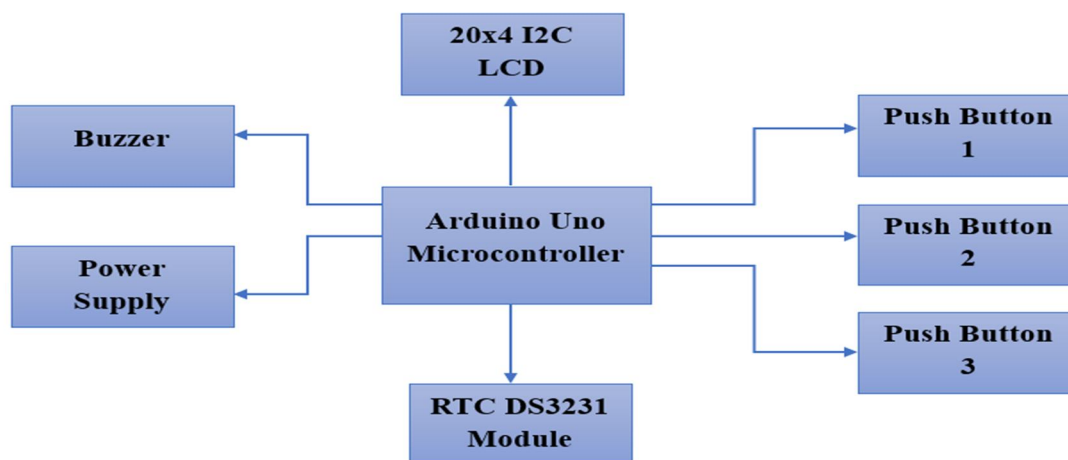 20x4 I2C
LCD
Buzzer
Push Button
1
Arduino Uno
Microcontroller
Push Button
2
Power
Supply
Push Button
3
RTC DS3231
Module